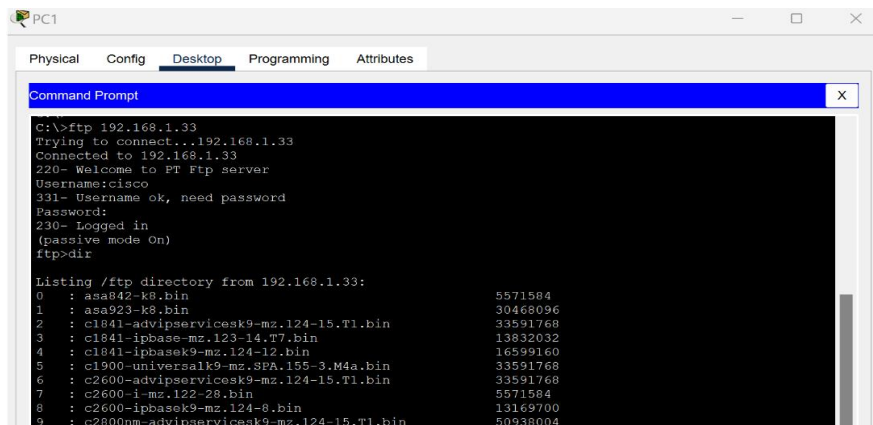 PC1
Physical Config Desktop Programming Attributes
Command Prompt
X
C:\>ftp 192.168.1.33
Trying to connect...192.168.1.33
Connected to 192.168.1.33
220- Welcome to PT Ftp server
Username:cisco
331- Username ok, need password
Password:
230- Logged in
(passive mode On)
ftp>dir
Listing /ftp directory from 192.168.1.33:
0 : asa842-k8.bin 5571584
1 : asa923-k8.bin 30468096
2 : c1841-advipservicesk9-mz.124-15.T1.bin 33591768
3 : c1841-ipbase-mz.123-14.T7.bin 13832032
4 : c1841-ipbasek9-mz.124-12.bin 16599160
5 : c1900-universalk9-mz.SPA.155-3.M4a.bin 33591768
6 : c2600-advipservicesk9-mz.124-15.T1.bin 33591768
7 : c2600-i-mz.122-28.bin 5571584
8 : c2600-ipbasek9-mz.124-8.bin 13169700
9 : c2800nm-advipservicesk9-mz.124-15.T1.bin 50938004